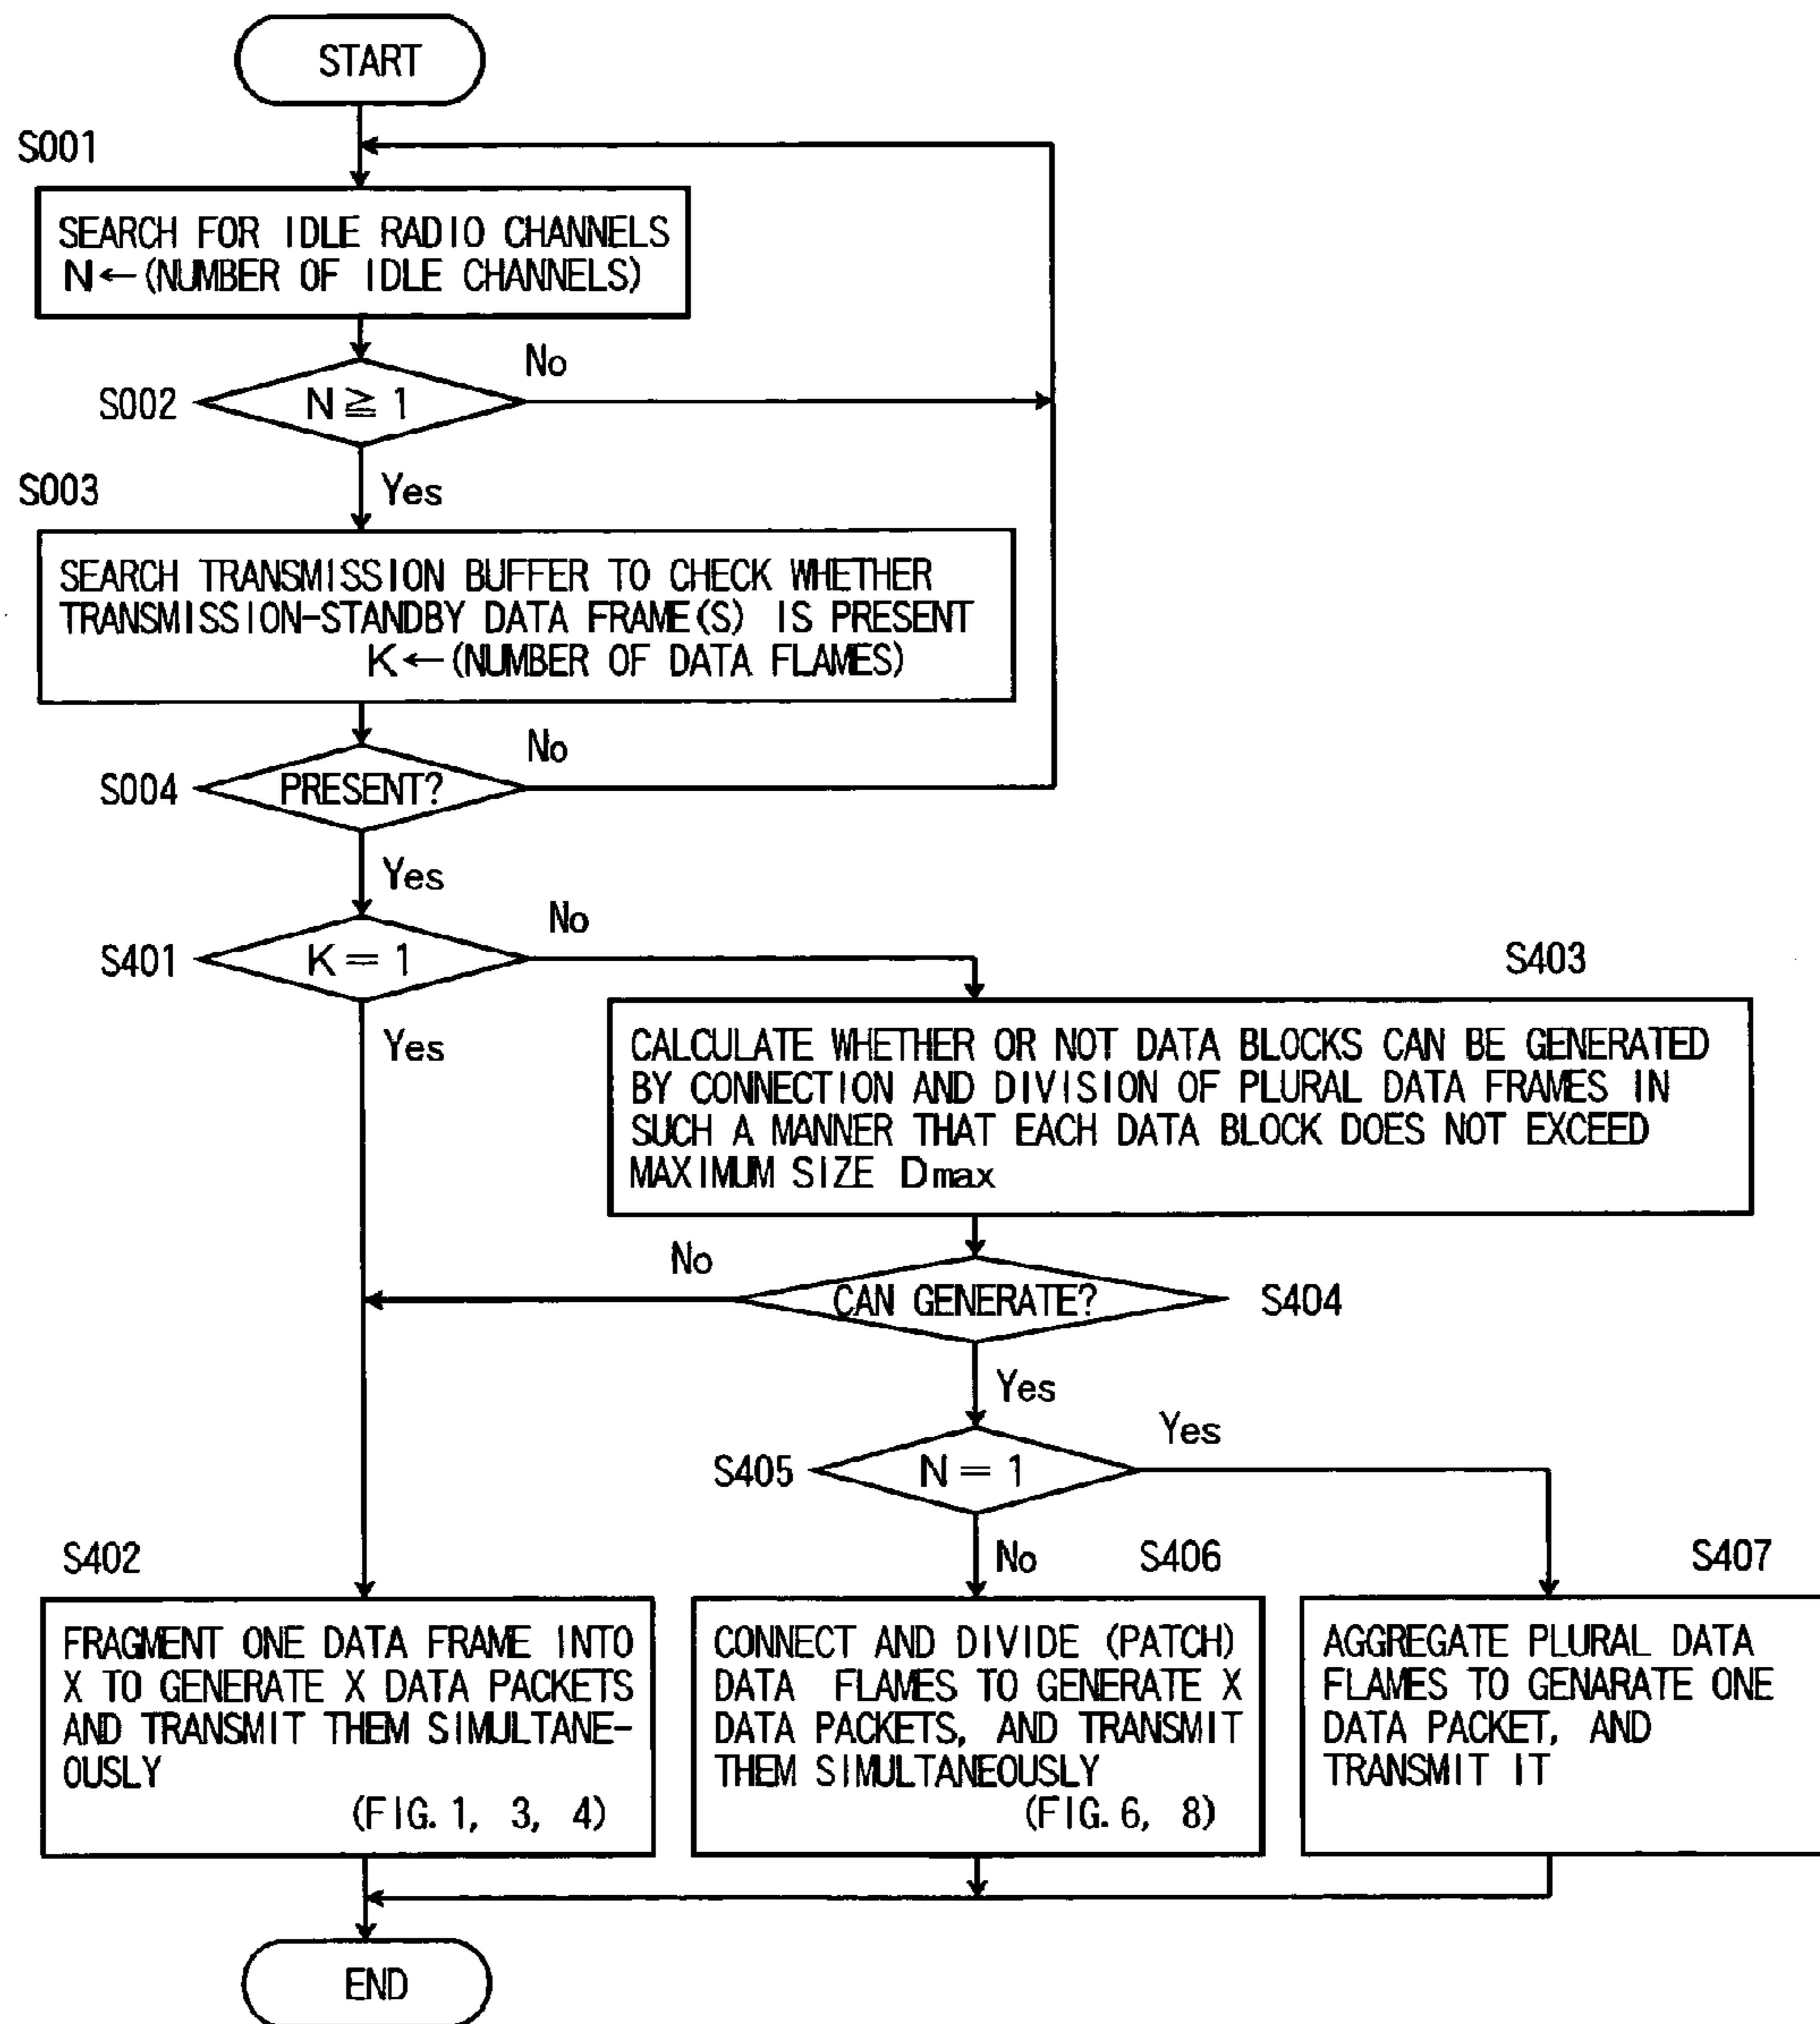 START
S001
SEARCH FOR IDLE RADIO CHANNELS
N←(NUMBER OF IDLE CHANNELS)
No
S002
N≧1
S003
Yes
SEARCH TRANSMISSION BUFFER TO CHECK WHETHER
TRANSMISSION-STANDBY DATA FRAME(S) IS PRESENT
K←(NUMBER OF DATA FLAMES)
No
S004
PRESENT?
Yes
No
S401
K=1
S403
Yes
CALCULATE WHETHER OR NOT DATA BLOCKS CAN BE GENERATED
BY CONNECTION AND DIVISION OF PLURAL DATA FRAMES IN
SUCH A MANNER THAT EACH DATA BLOCK DOES NOT EXCEED
MAXIMUM SIZE Dmax
No
CAN GENERATE?
S404
Yes
Yes
S405
N=1
S402
No
S406
S407
FRAGMENT ONE DATA FRAME INTO
X TO GENERATE X DATA PACKETS
AND TRANSMIT THEM SIMULTANE-
OUSLY
(FIG. 1, 3, 4)
CONNECT AND DIVIDE (PATCH)
DATA FLAMES TO GENERATE X
DATA PACKETS, AND TRANSMIT
THEM SIMULTANEOUSLY
(FIG. 6, 8)
AGGREGATE PLURAL DATA
FLAMES TO GENARATE ONE
DATA PACKET, AND
TRANSMIT IT
END